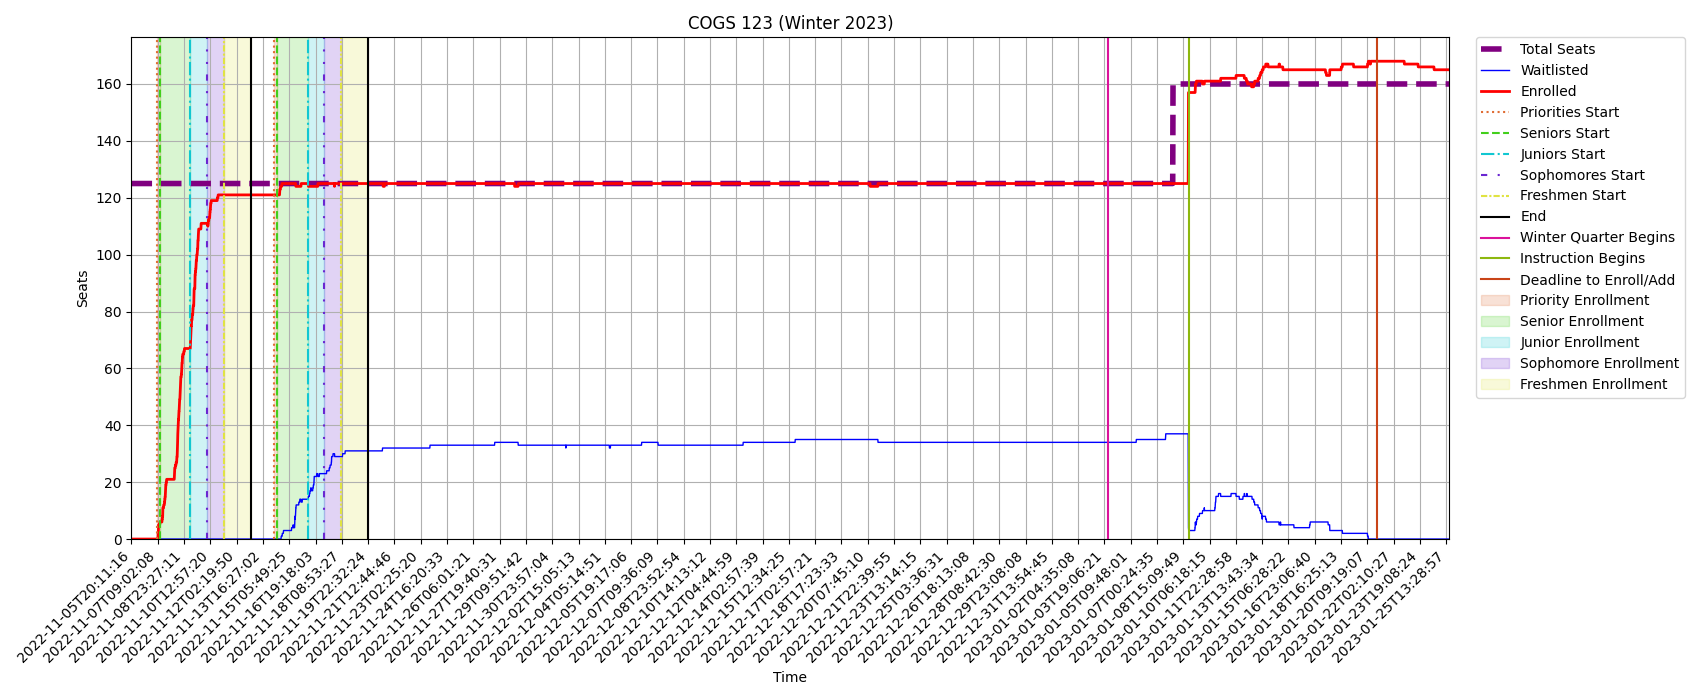 COGS 123 (Winter 2023)
Seats
160
140
120
100
80
60
40
20
0
2022-11-05T20:11:16
2022-11-07T09:02:08
2022-11-08T23:27:11
2022-11-10T12:57:20
2022-11-12T02:19:50
2022-11-13T16:27:02
2022-11-15T05:49:25
2022-11-16T19:18:03
2022-11-18T08:53:27
2022-11-19T22:32:24
2022-11-21T12:44:46
2022-11-23T02:25:20
2022-11-24T16:20:33
2022-11-26T06:01:21
2022-11-27T19:40:31
2022-11-29T09:51:42
2022-11-30T23:57:04
2022-12-02T15:05:13
2022-12-04T05:14:51
2022-12-05T19:17:06
2022-12-07T09:36:09
2022-12-08T23:52:54
2022-12-10T14:13:12
2022-12-12T04:44:59
2022-12-14T02:57:39
2022-12-15T12:34:25
2022-12-17T02:57:21
2022-12-18T17:23:33
2022-12-20T07:45:10
2022-12-21T22:39:55
2022-12-23T13:14:15
2022-12-25T03:36:31
2022-12-26T18:13:08
2022-12-28T08:42:30
2022-12-29T23:08:08
2022-12-31T13:54:45
2023-01-02T04:35:08
2023-01-03T19:06:21
2023-01-05T09:48:01
2023-01-07T00:24:35
2023-01-08T15:09:49
2023-01-10T06:18:15
2023-01-11T22:28:58
2023-01-13T13:43:34
2023-01-15T06:28:22
2023-01-16T23:06:40
2023-01-18T16:25:13
2023-01-20T09:19:07
2023-01-22T02:10:27
2023-01-23T19:08:24
2023-01-25T13:28:57
Time
Total Seats
Waitlisted
Enrolled
Priorities Start
Seniors Start
Juniors Start
Sophomores Start
Freshmen Start
End
Winter Quarter Begins
Instruction Begins
Deadline to Enroll/Add
Priority Enrollment
Senior Enrollment
Junior Enrollment
Sophomore Enrollment
Freshmen Enrollment